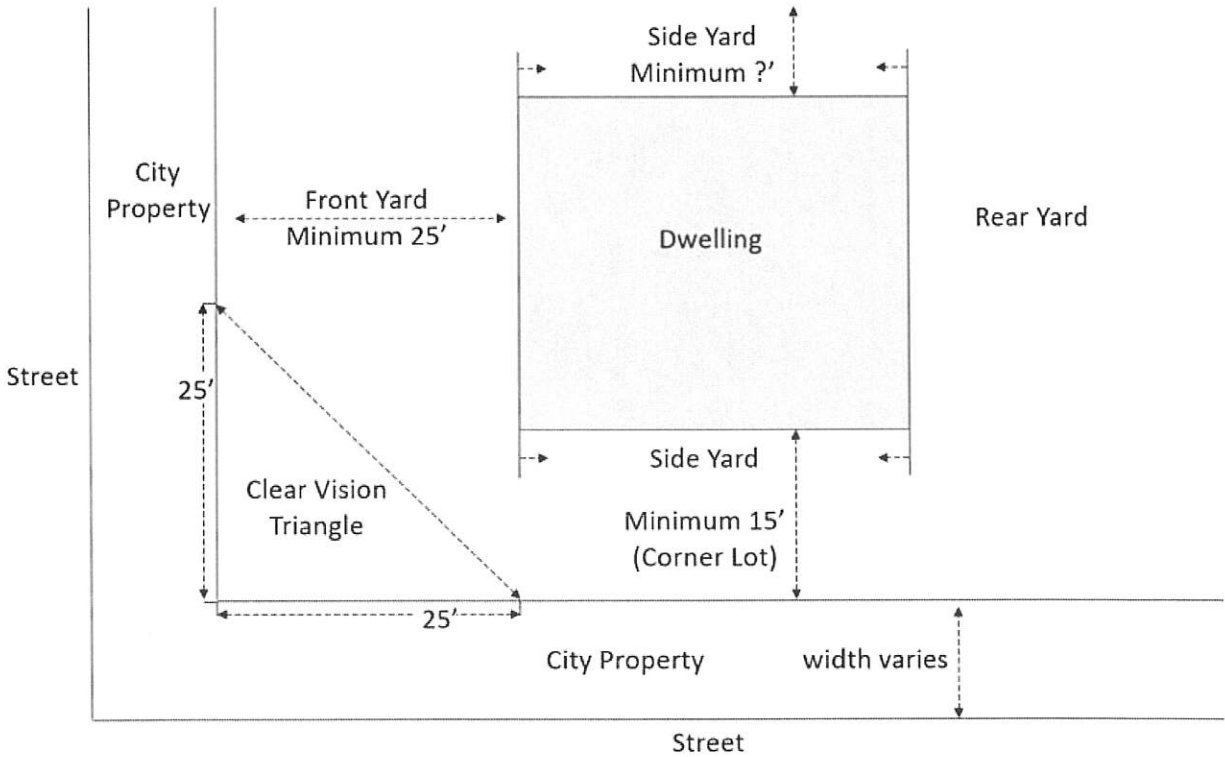 Side Yard
Minimum ?'
City
Property
Front Yard
Minimum 25'
Dwelling
Rear Yard
Street
25'
Clear Vision
Triangle
Side Yard
Minimum 15'
(Corner Lot)
25'
City Property
width varies
Street